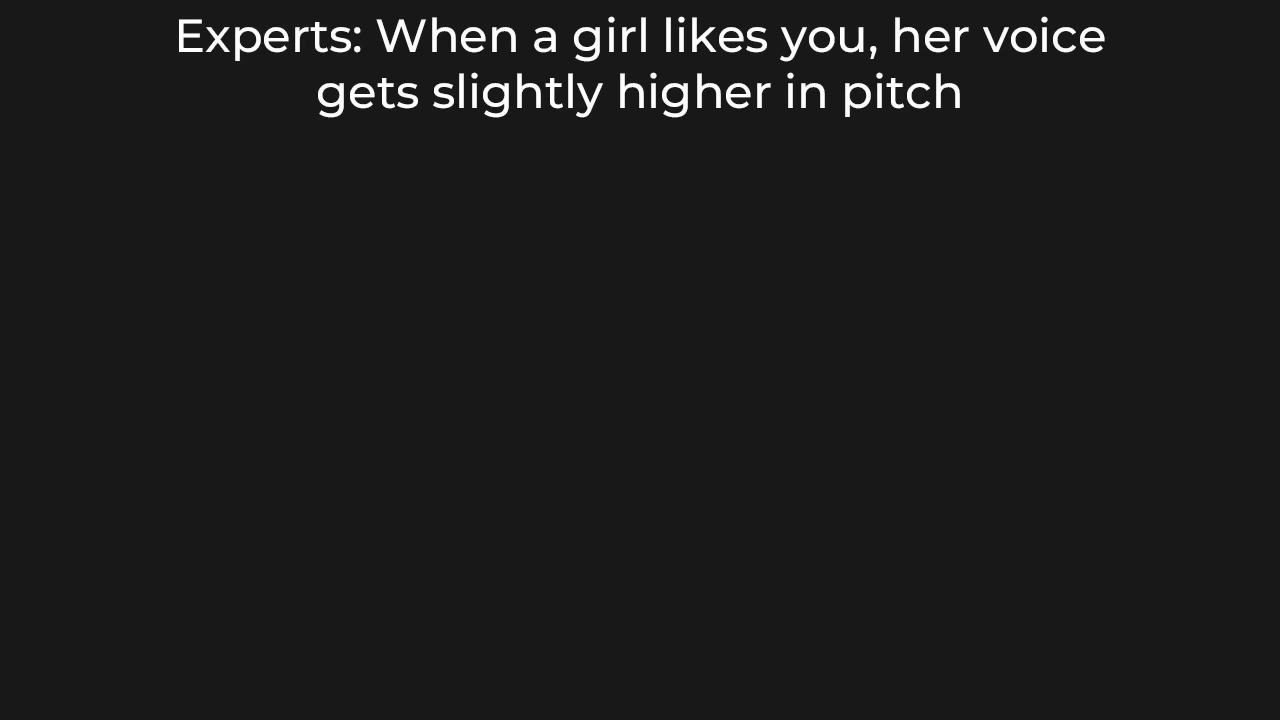 Experts: When a girl likes you, her voice
gets slightly higher in pitch